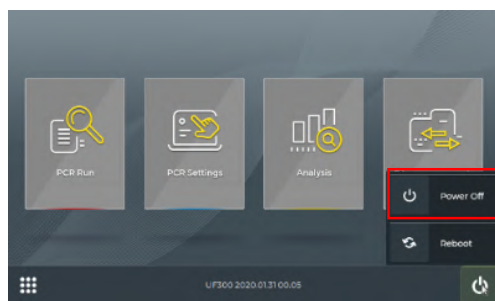 PCR Run
PCR Settings
Analysis
Power Off
Reboot
UF300 2020.01.31 00.05